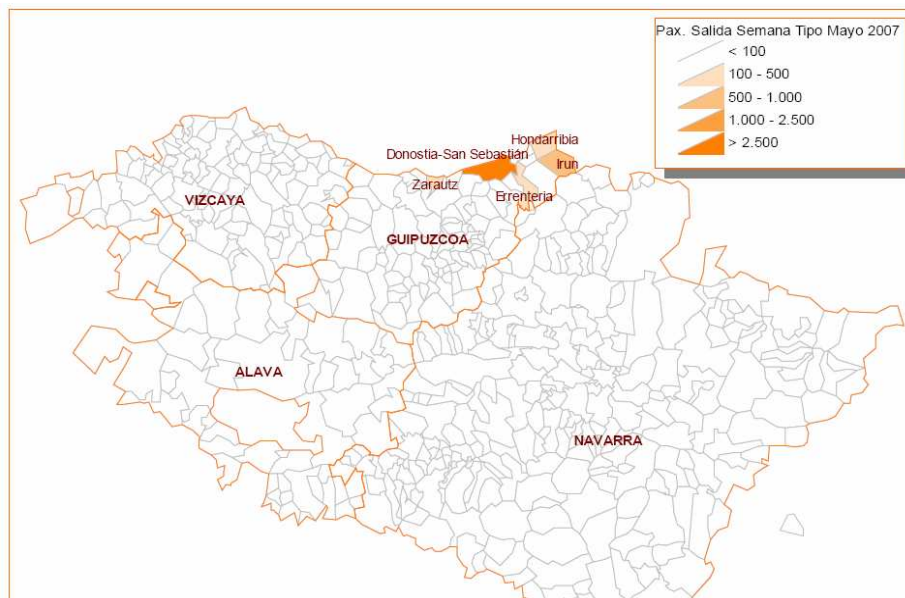 Pax. Salida Semana Tipo Mayo 2007
< 100
100 - 500
500 - 1.000
1.000 - 2.500
> 2.500
Hondarribia
Donostia-San Sebastián
Irun
Zarautz
Errenteria
VIZCAYA
GUIPUZCOA
ALAVA
NAVARRA